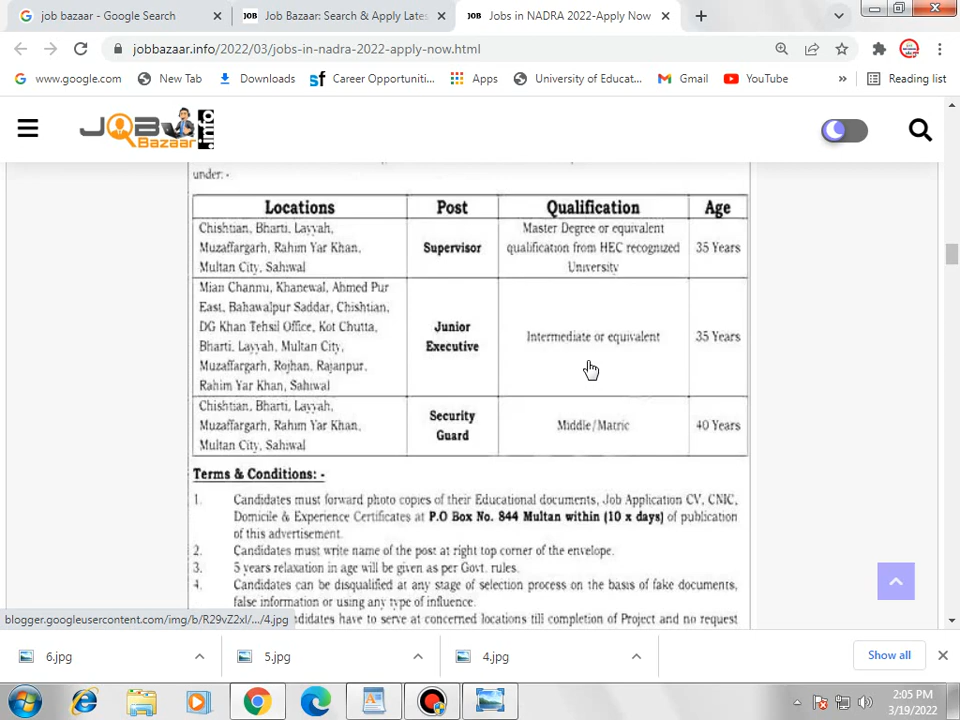 job bazaar - Google Search
JOB
Job Bazaar: Search & Apply Lates
JOB
Jobs in NADRA 2022-Apply Now
jobbazaar.info/2022/03/jobs-in-nadra-2022-apply-now.html
www.google.com
New Tab
Downloads
Career Opportuniti...
Apps
University of Educat...
Gmail
YouTube
»
Reading list
JOB
Bazaar
info
under: -
Locations Post Qualification Age
Chishtian, Bharti, Layyah,
Muzaffargarh, Rahim Yar Khan,
Multan City, Sahiwal
Supervisor
Master Degree or equivalent
qualification from HEC recognized
University
35 Years
Mian Channu, Khanewal, Ahmed Pur
East, Bahawalpur Saddar, Chishtian,
DG Khan Tehsil Office, Kot Chutta,
Bharti, Layyah, Multan City,
Muzaffargarh, Rojhan, Rajanpur,
Rahim Yar Khan, Sahiwal
Junior
Executive
Intermediate or equivalent
35 Years
Chishtian, Bharti, Layyah,
Muzaffargarh, Rahim Yar Khan,
Multan City, Sahiwal
Security
Guard
Middle/Matric
40 Years
Terms & Conditions: -
1. Candidates must forward photo copies of their Educational documents, Job Application CV, CNIC,
Domicile & Experience Certificates at P.O Box No. 844 Multan within (10 x days) of publication
of this advertisement.
2. Candidates must write name of the post at right top corner of the envelope.
3. 5 years relaxation in age will be given as per Govt. rules.
4. Candidates can be disqualified at any stage of selection process on the basis of fake documents,
false information or using any type of influence.
didates have to serve at concerned locations till completion of Project and no request
blogger.googleusercontent.com/img/b/R29vZ2xl/.../4.jpg
6.jpg
5.jpg
4.jpg
Show all
2:05 PM
3/19/2022